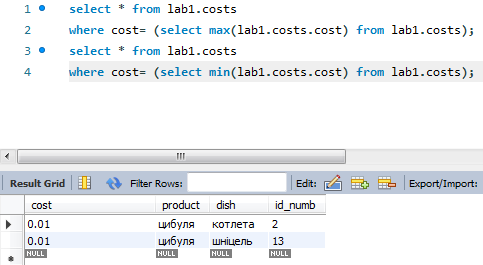 1 select * from lab1.costs
2 where cost= (select max(lab1.costs.cost) from lab1.costs);
3 select * from lab1.costs
4 where cost= (select min(lab1.costs.cost) from lab1.costs);
Result Grid Filter Rows: Edit: Export/Import:
cost product dish id_numb
0.01 цибуля котлета 2
0.01 цибуля шніцель 13
NULL NULL NULL NULL